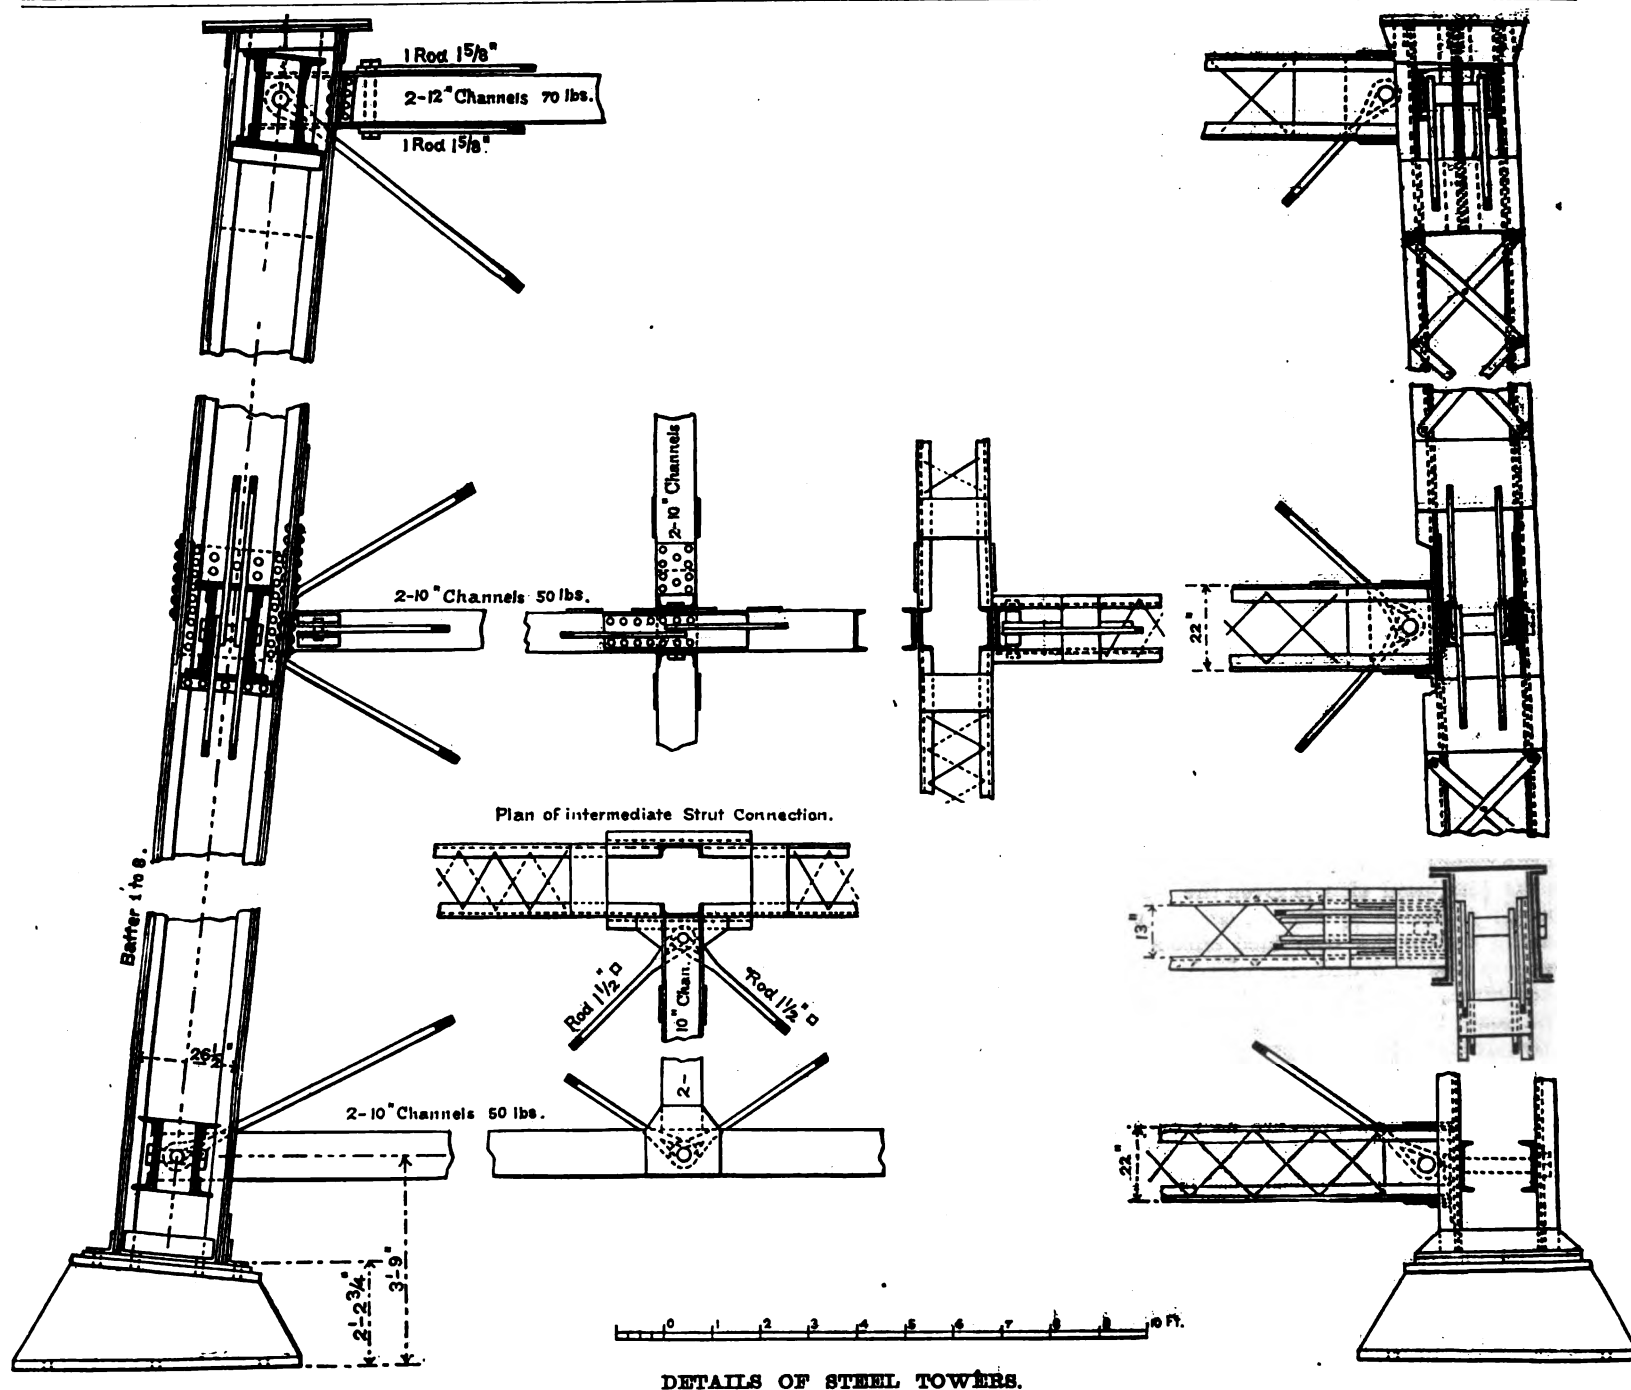 1 Rod 1 5/8"
2-12" Channels 70 lbs.
1 Rod 1 5/8"
2-10" Channels
2-10" Channels 50 lbs.
22"
Plan of intermediate Strut Connection.
Batter 1 to 8.
13"
Rod 1 1/2" □
10" Chan.
Rod 1 1/2" □
26 1/2"
2-
2-10" Channels 50 lbs.
22"
2'-2 3/4"
3'-9"
0 1 2 3 4 5 6 7 8 9 10 Ft.
DETAILS OF STEEL TOWERS.